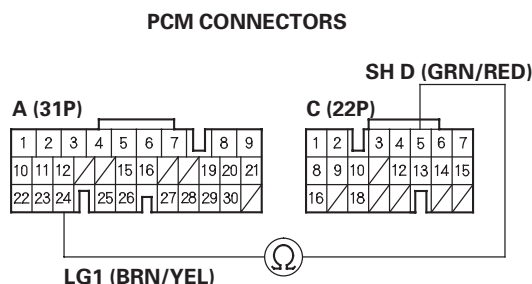 PCM CONNECTORS
SH D (GRN/RED)
A (31P)
C (22P)
1 2 3 4 5 6 7 8 9
10 11 12 15 16 19 20 21
22 23 24 25 26 27 28 29 30
1 2 3 4 5 6 7
8 9 10 12 13 14 15
16 18
Ω
LG1 (BRN/YEL)